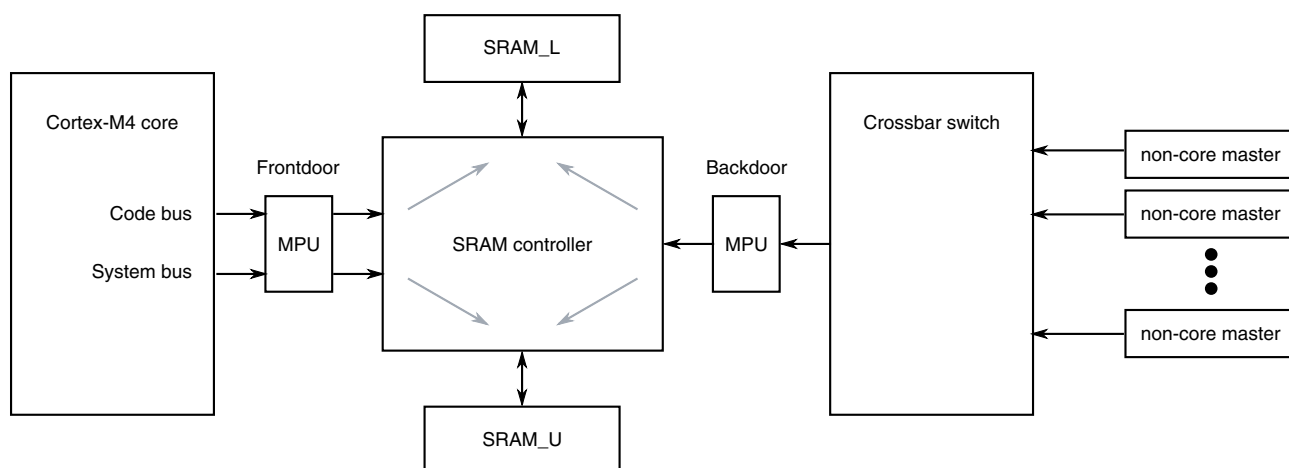 SRAM_L
Cortex-M4 core
Crossbar switch
non-core master
Frontdoor
Backdoor
Code bus
non-core master
MPU
SRAM controller
MPU
System bus
non-core master
SRAM_U